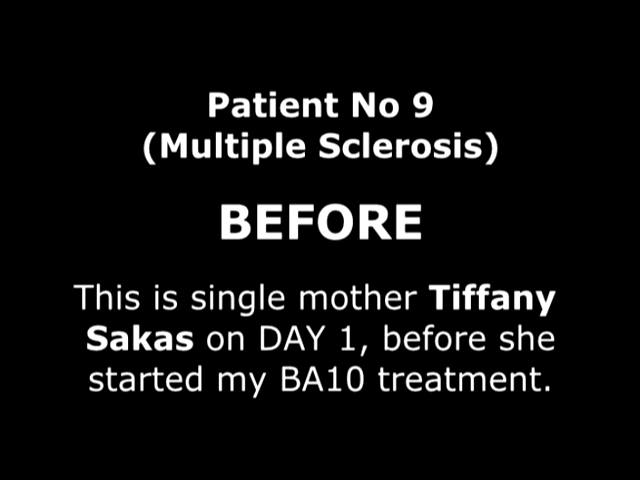 Patient No 9
(Multiple Sclerosis)
BEFORE
This is single mother Tiffany
Sakas on DAY 1, before she
started my BA10 treatment.